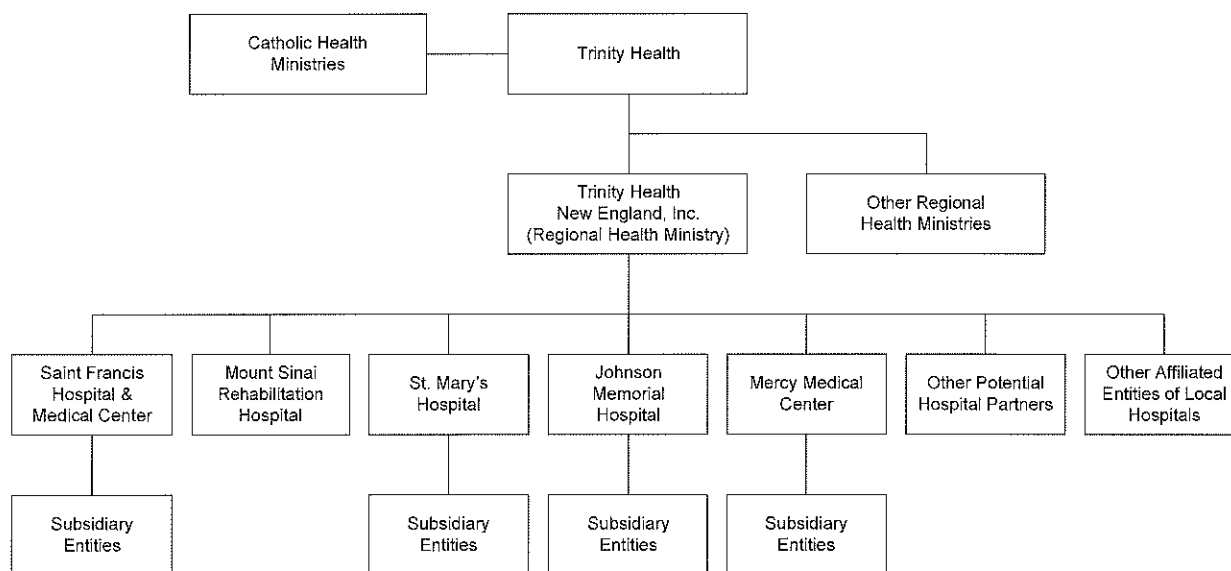 Catholic Health
Ministries
Trinity Health
Trinity Health
New England, Inc.
(Regional Health Ministry)
Other Regional
Health Ministries
Saint Francis
Hospital &
Medical Center
Mount Sinai
Rehabilitation
Hospital
St. Mary's
Hospital
Johnson
Memorial
Hospital
Mercy Medical
Center
Other Potential
Hospital Partners
Other Affiliated
Entities of Local
Hospitals
Subsidiary
Entities
Subsidiary
Entities
Subsidiary
Entities
Subsidiary
Entities